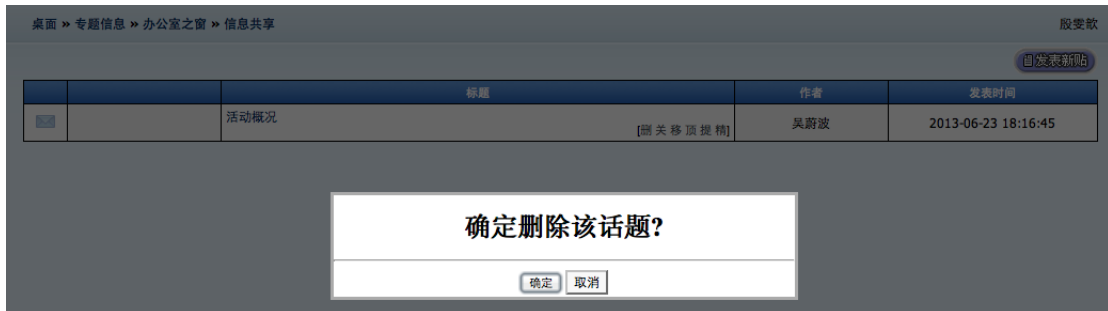 桌面 » 专题信息 » 办公室之窗 » 信息共享
殷雯歆
发表新贴
标题 作者 发表时间
活动概况 [删 关 移 顶 提 精] 吴蔚波 2013-06-23 18:16:45
确定删除该话题?
确定 取消